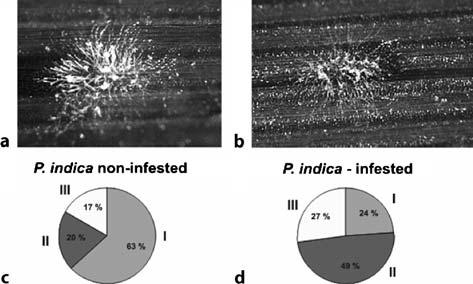 a
b
P. indica non-infested
P. indica - infested
III
17 %
II
20 %
63 %
I
c
III
27 %
I
24 %
49 %
II
d